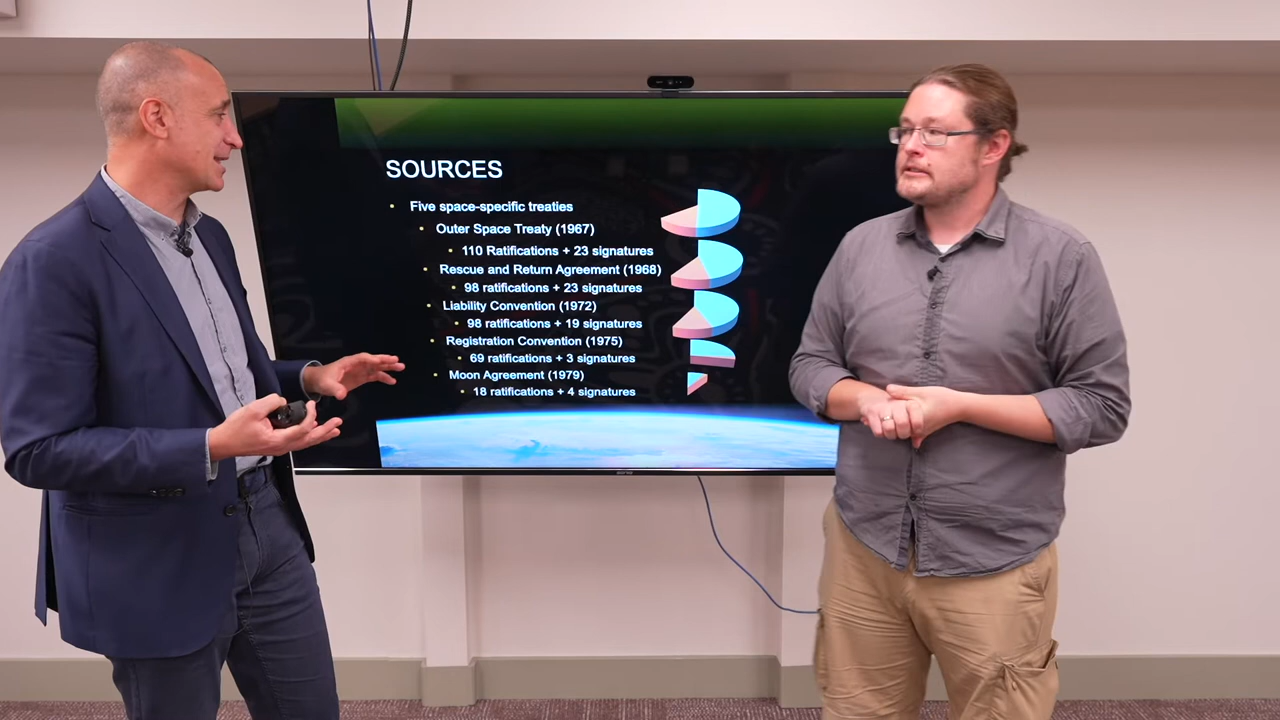 SOURCES
Five space-specific treaties
Outer Space Treaty (1967)
110 Ratifications + 23 signatures
Rescue and Return Agreement (1968)
98 ratifications + 23 signatures
Liability Convention (1972)
98 ratifications + 19 signatures
Registration Convention (1975)
69 ratifications + 3 signatures
Moon Agreement (1979)
18 ratifications + 4 signatures